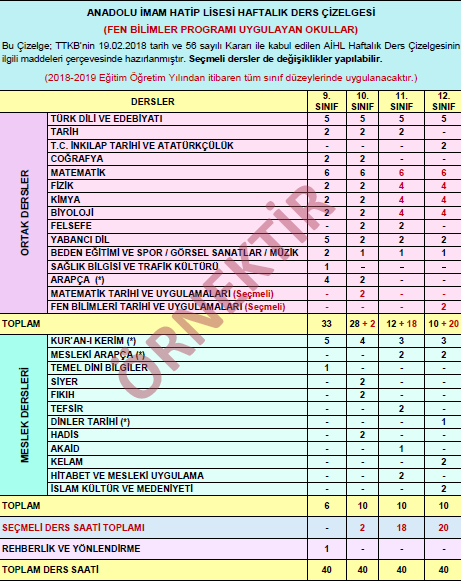 ANADOLU İMAM HATİP LİSESİ HAFTALIK DERS ÇİZELGESİ
(FEN BİLİMLER PROGRAMI UYGULAYAN OKULLAR)
Bu Çizelge; TTKB'nin 19.02.2018 tarih ve 56 sayılı Kararı ile kabul edilen AİHL Haftalık Ders Çizelgesinin
ilgili maddeleri çerçevesinde hazırlanmıştır. Seçmeli dersler de değişiklikler yapılabilir.
(2018-2019 Eğitim Öğretim Yılından itibaren tüm sınıf düzeylerinde uygulanacaktır.)
DERSLER 9. SINIF 10. SINIF 11. SINIF 12. SINIF
ORTAK DERSLER
TÜRK DİLİ VE EDEBİYATI 5 5 5 5
TARİH 2 2 2 -
T.C. İNKILAP TARİHİ VE ATATÜRKÇÜLÜK - - - 2
COĞRAFYA 2 2 - -
MATEMATİK 6 6 6 6
FİZİK 2 2 4 4
KİMYA 2 2 4 4
BİYOLOJİ 2 2 4 4
FELSEFE - 2 2 -
YABANCI DİL 5 2 2 2
BEDEN EĞİTİMİ VE SPOR / GÖRSEL SANATLAR / MÜZİK 2 1 1 1
SAĞLIK BİLGİSİ VE TRAFİK KÜLTÜRÜ 1 – – –
ARAPÇA (*) 4 2 - -
MATEMATİK TARİHİ VE UYGULAMALARI (Seçmeli) - 2 - -
FEN BİLİMLERİ TARİHİ VE UYGULAMALARI (Seçmeli) - - - 2
TOPLAM 33 28 + 2 12 + 18 10 + 20
MESLEK DERSLERİ
KUR'AN-I KERİM (*) 5 4 3 3
MESLEKİ ARAPÇA (*) - - 2 2
TEMEL DİNİ BİLGİLER 1 - - -
SİYER - 2 - -
FIKIH - 2 - -
TEFSİR - - 2 -
DİNLER TARİHİ (*) - - - 1
HADİS - 2 - -
AKAİD - - 1 -
KELAM - - - 2
HİTABET VE MESLEKİ UYGULAMA - - 2 -
İSLAM KÜLTÜR VE MEDENİYETİ - - - 2
TOPLAM 6 10 10 10
SEÇMELİ DERS SAATİ TOPLAMI - 2 18 20
REHBERLİK VE YÖNLENDİRME 1 - - -
TOPLAM DERS SAATİ 40 40 40 40
ÖRNEKTİR